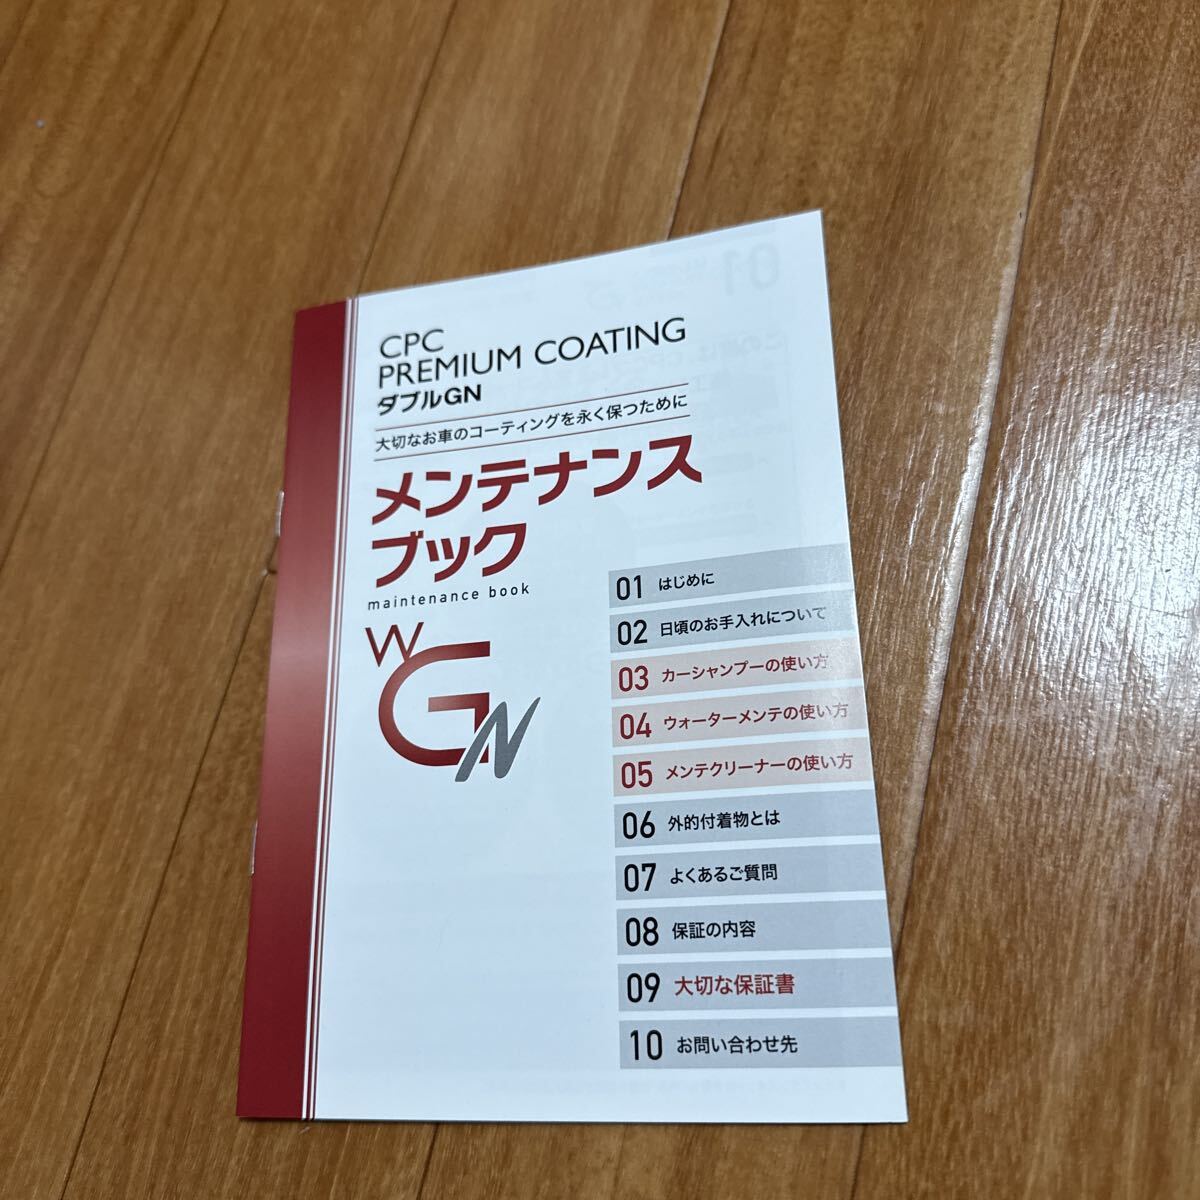 CPC
PREMIUM COATING
ダブルGN
大切なお車のコーティングを永く保つために
メンテナンス
ブック
maintenance book
W
GN
01 はじめに
02 日頃のお手入れについて
03 カーシャンプーの使い方
04 ウォーターメンテの使い方
05 メンテクリーナーの使い方
06 外的付着物とは
07 よくあるご質問
08 保証の内容
09 大切な保証書
10 お問い合わせ先